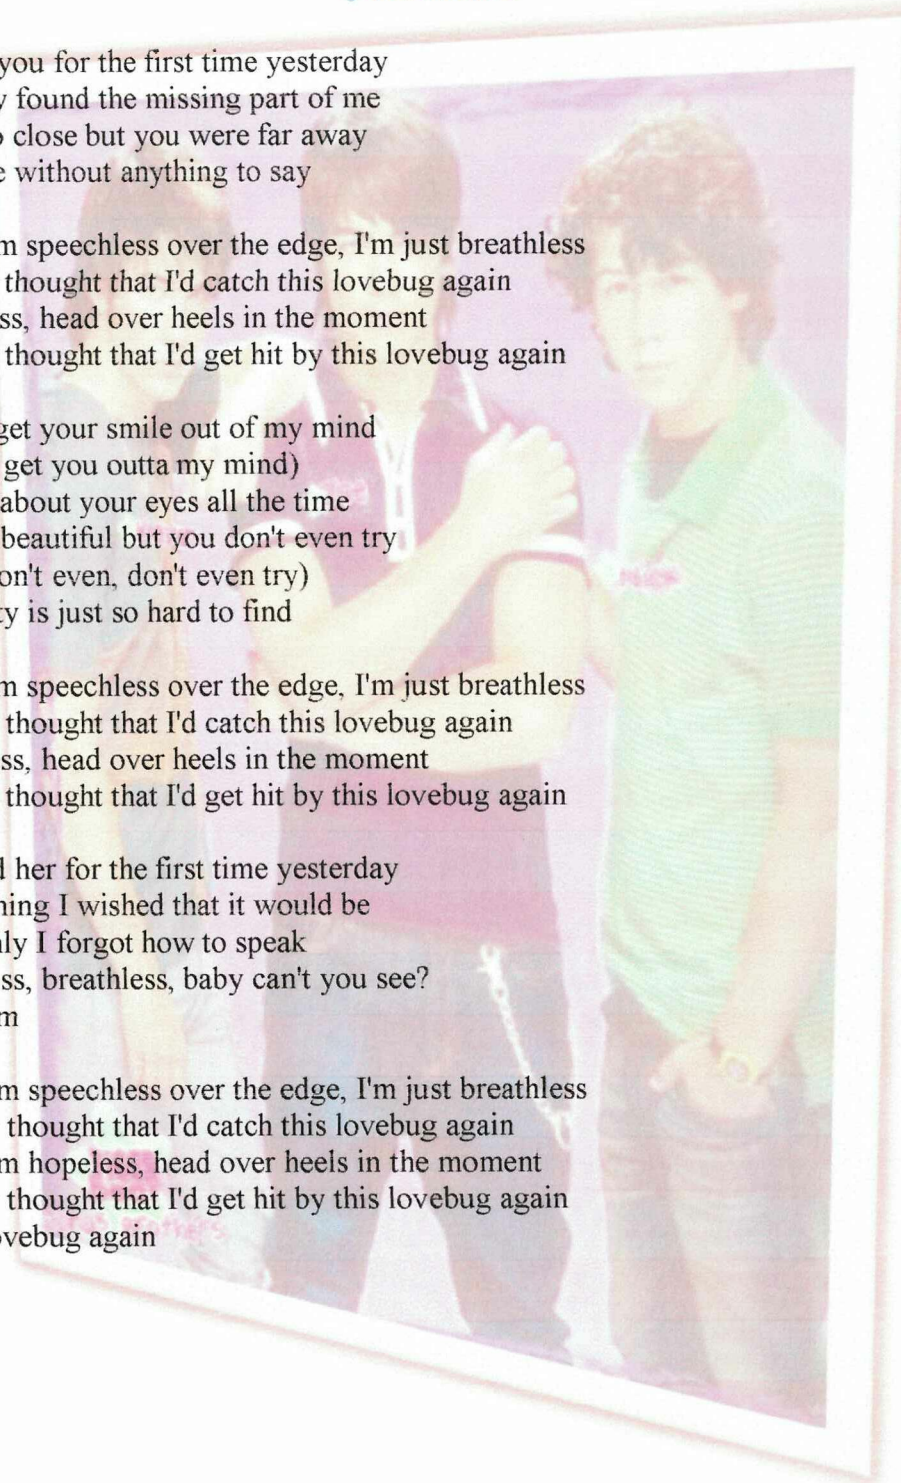 you for the first time yesterday
found the missing part of me
close but you were far away
without anything to say
speechless over the edge, I'm just breathless
thought that I'd catch this lovebug again
head over heels in the moment
thought that I'd get hit by this lovebug again
get your smile out of my mind
get you outta my mind)
about your eyes all the time
beautiful but you don't even try
don't even try)
is just so hard to find
speechless over the edge, I'm just breathless
thought that I'd catch this lovebug again
head over heels in the moment
thought that I'd get hit by this lovebug again
her for the first time yesterday
I wished that it would be
I forgot how to speak
breathless, baby can't you see?
speechless over the edge, I'm just breathless
thought that I'd catch this lovebug again
hopeless, head over heels in the moment
thought that I'd get hit by this lovebug again
again